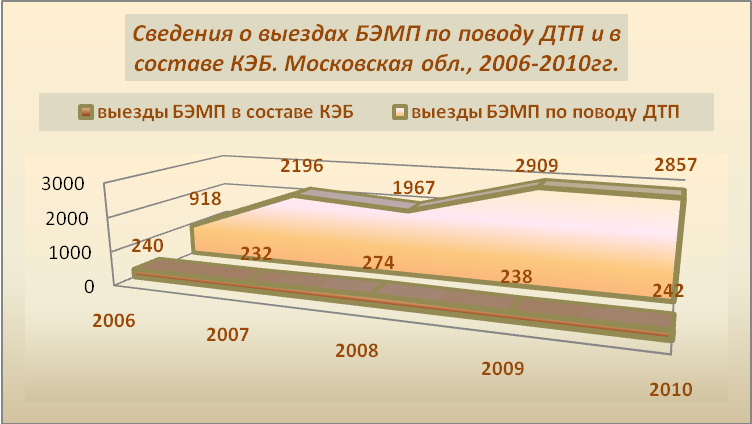 Сведения о выездах БЭМП по поводу ДТП и в
составе КЭБ. Московская обл., 2006-2010гг.
выезды БЭМП в составе КЭБ выезды БЭМП по поводу ДТП
3000
2000
1000
0
918 2196 1967 2909 2857
240 232 274 238 242
2006 2007 2008 2009 2010